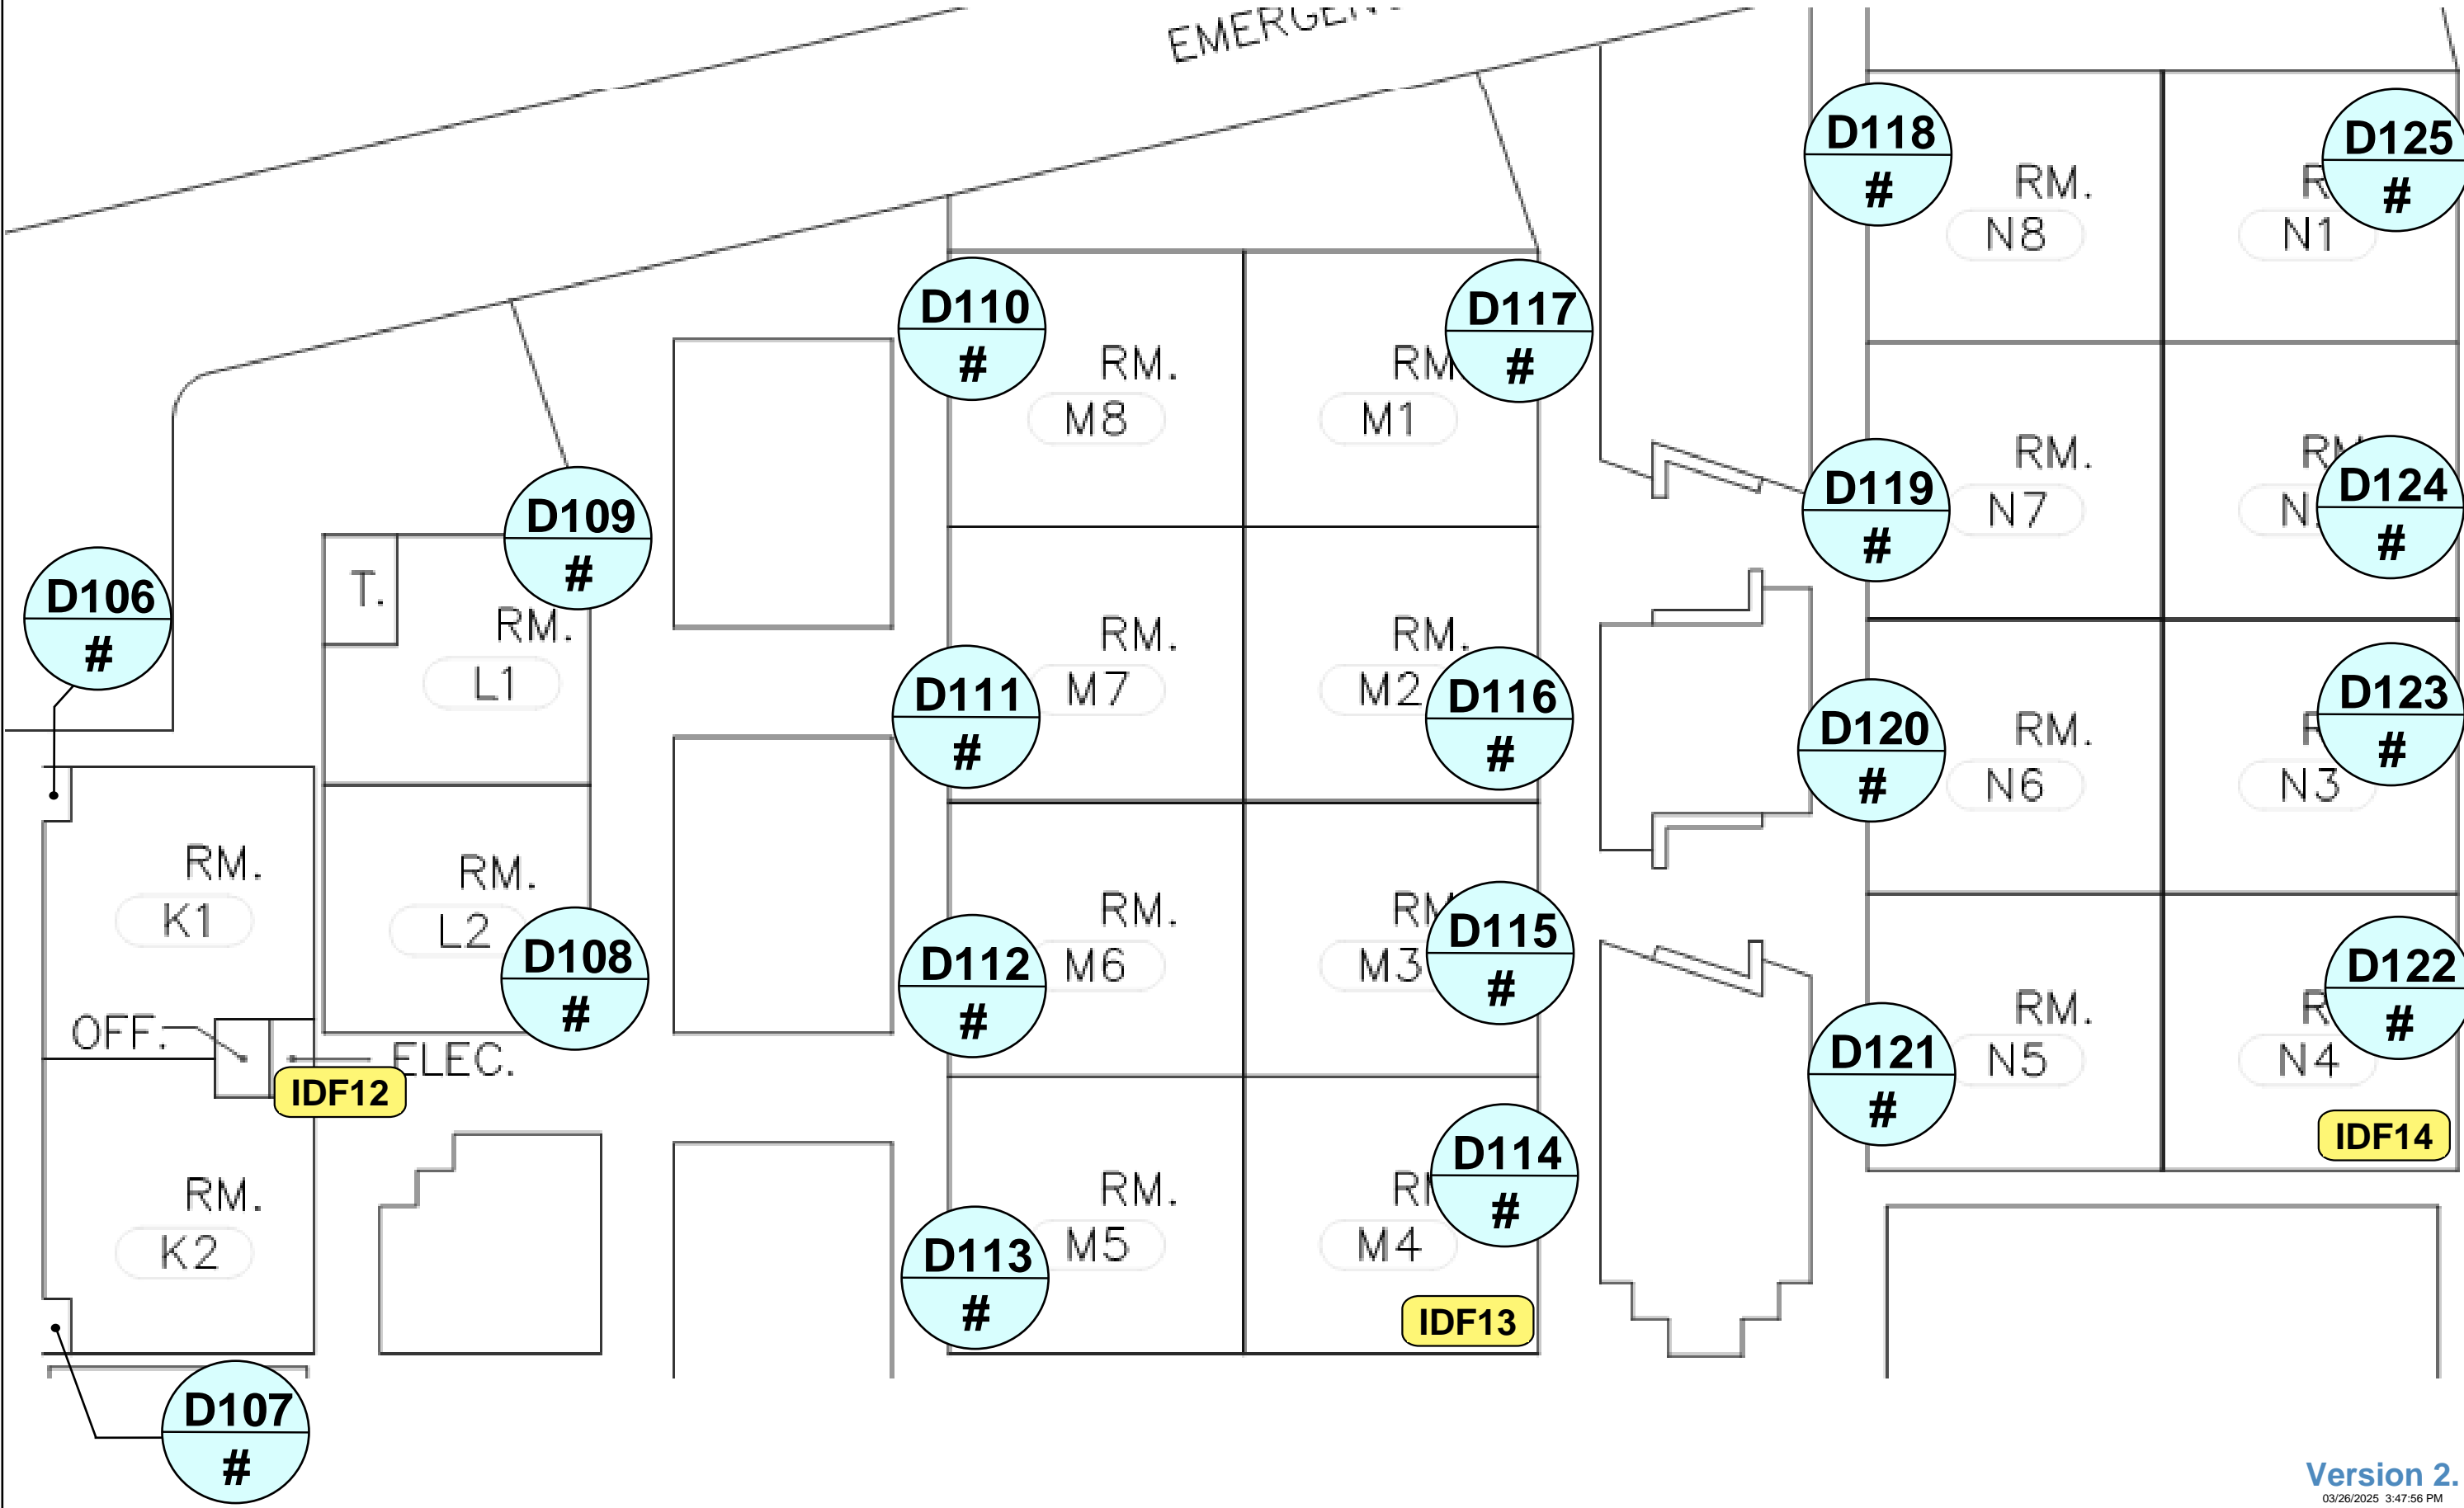 D118
#
D125
#
RM.
N8
N1
D110
#
D117
#
RM.
M8
M1
D119
#
D124
#
RM.
N7
D109
#
T.
RM.
L1
D106
#
D111
#
RM.
M7
RM.
M2
D116
#
D120
#
RM.
N6
N3
D123
#
RM.
K1
RM.
L2
D108
#
D112
#
RM.
M6
M3
D115
#
D121
#
RM.
N5
N4
D122
#
OFF.
ELEC.
IDF12
IDF14
RM.
K2
D113
#
RM.
M5
M4
D114
#
IDF13
D107
#
Version 2.
03/26/2025 3:47:56 PM